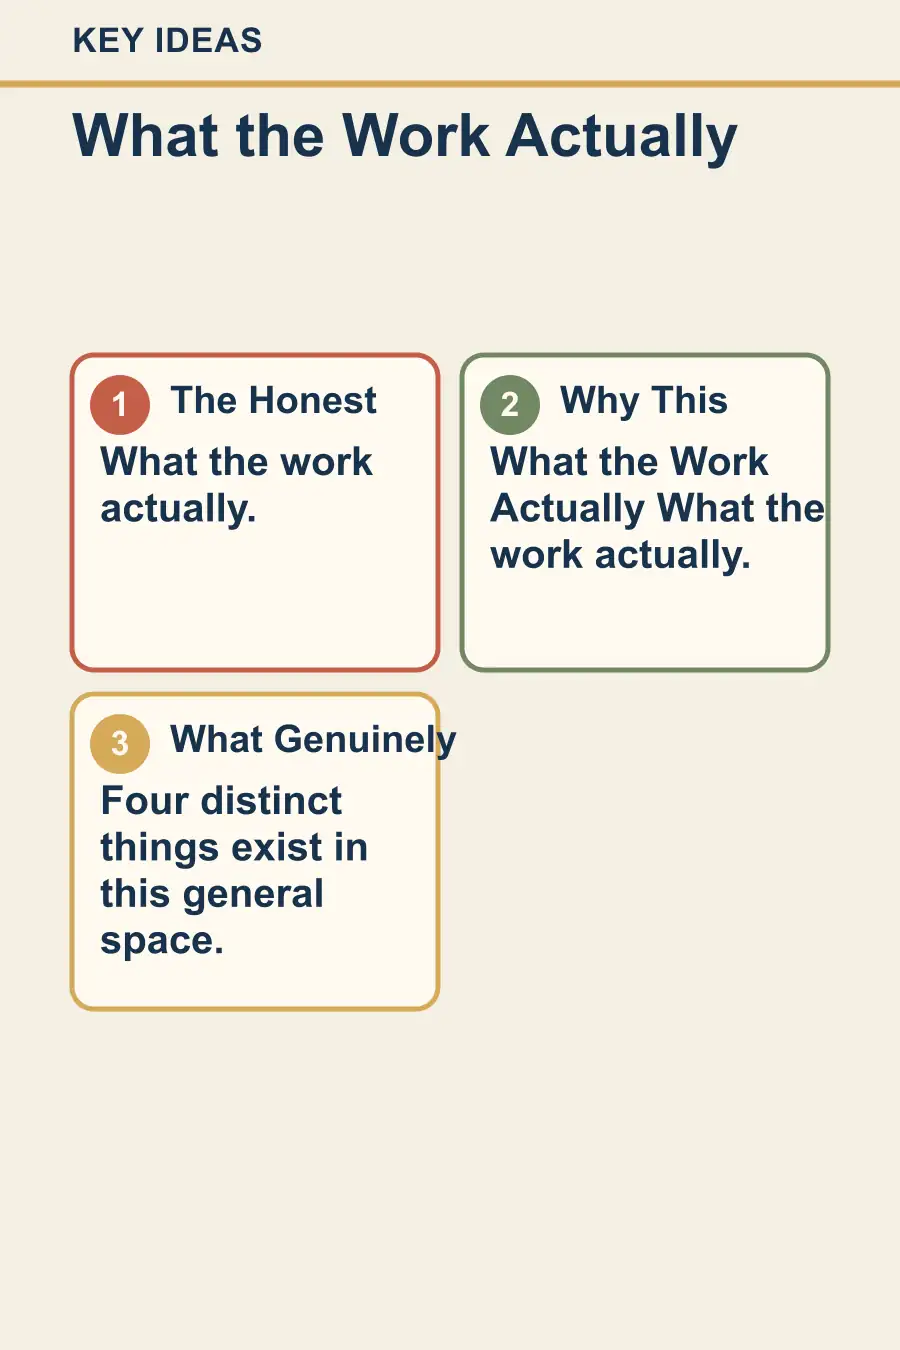 KEY IDEAS
What the Work Actually
1 The Honest
What the work
actually.
2 Why This
What the Work
Actually What the
work actually.
3 What Genuinely
Four distinct
things exist in
this general
space.